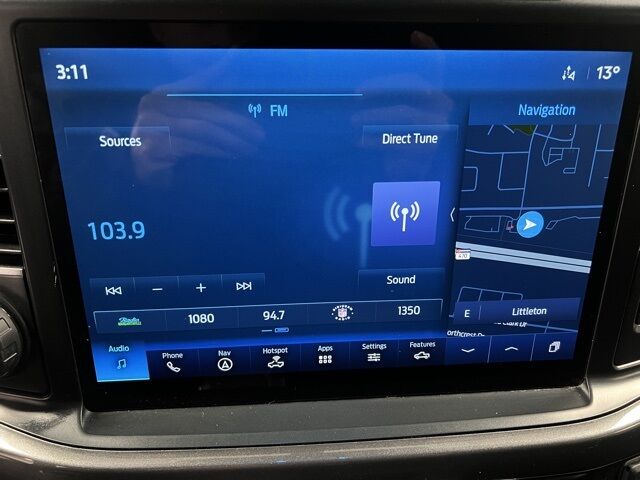 3:11
13°
FM
Navigation
Sources
Direct Tune
103.9
Sound
1080
94.7
1350
470
E
Littleton
Audio
Phone
Nav
Hotspot
Apps
Settings
Features